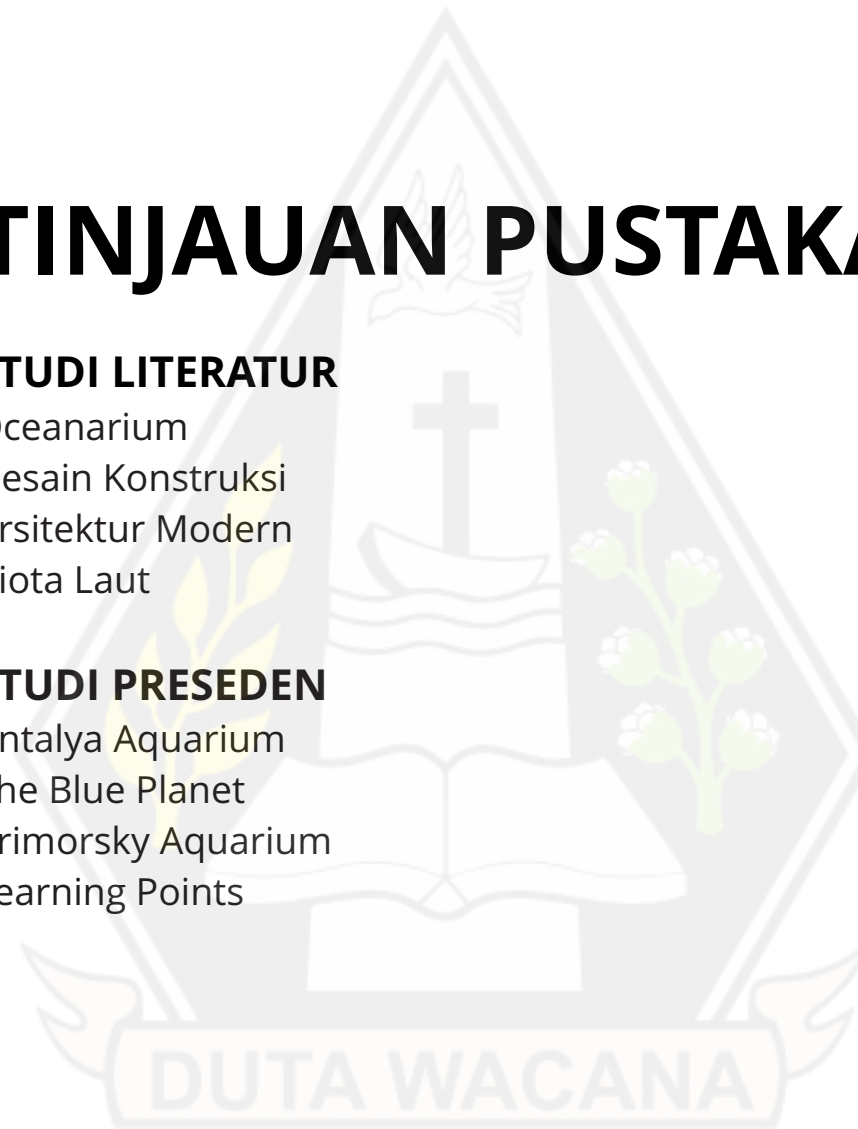 TINJAUAN PUSTAKA
TUDI LITERATUR
Oceanarium
esain Konstruksi
rsitektur Modern
iota Laut
TUDI PRESEDEN
ntalya Aquarium
he Blue Planet
rimorsky Aquarium
earning Points
DUTA WACANA